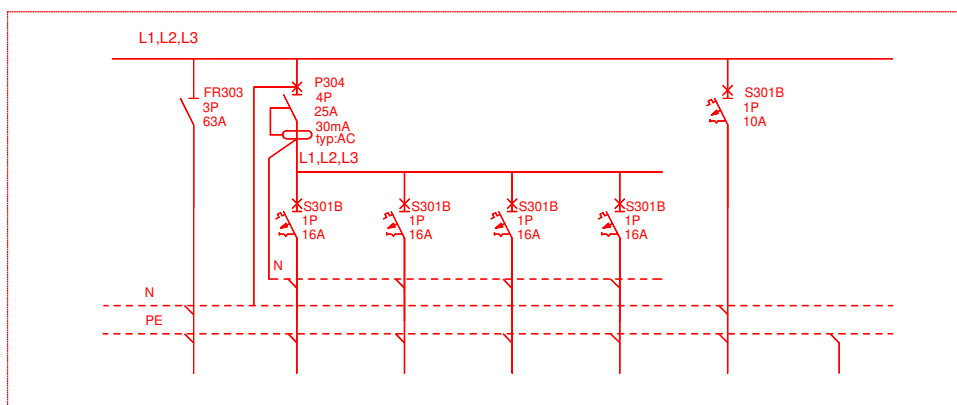 L1,L2,L3
FR303
3P
63A
P304
4P
25A
30mA
typ:AC
S301B
1P
10A
L1,L2,L3
S301B
1P
16A
S301B
1P
16A
S301B
1P
16A
S301B
1P
16A
N
N
PE